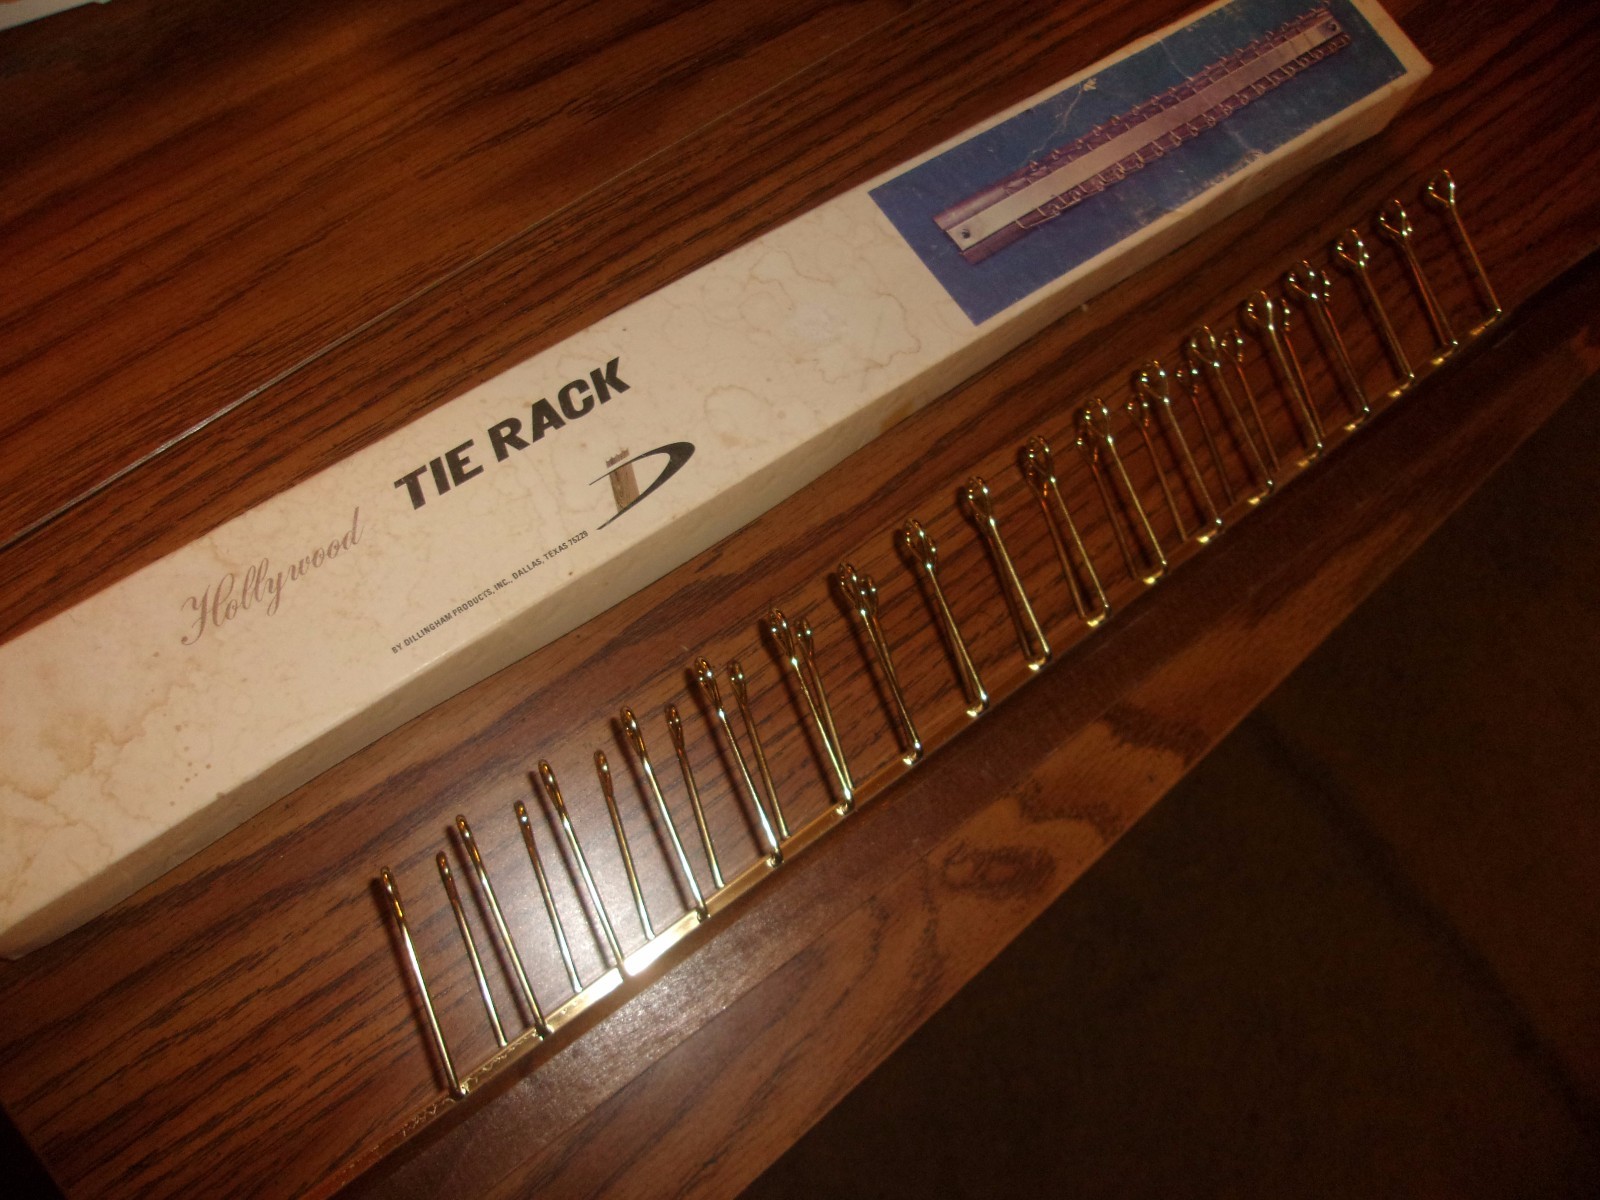 Hollywood TIE RACK
BY DILLINGHAM PRODUCTS, INC., DALLAS, TEXAS 75229